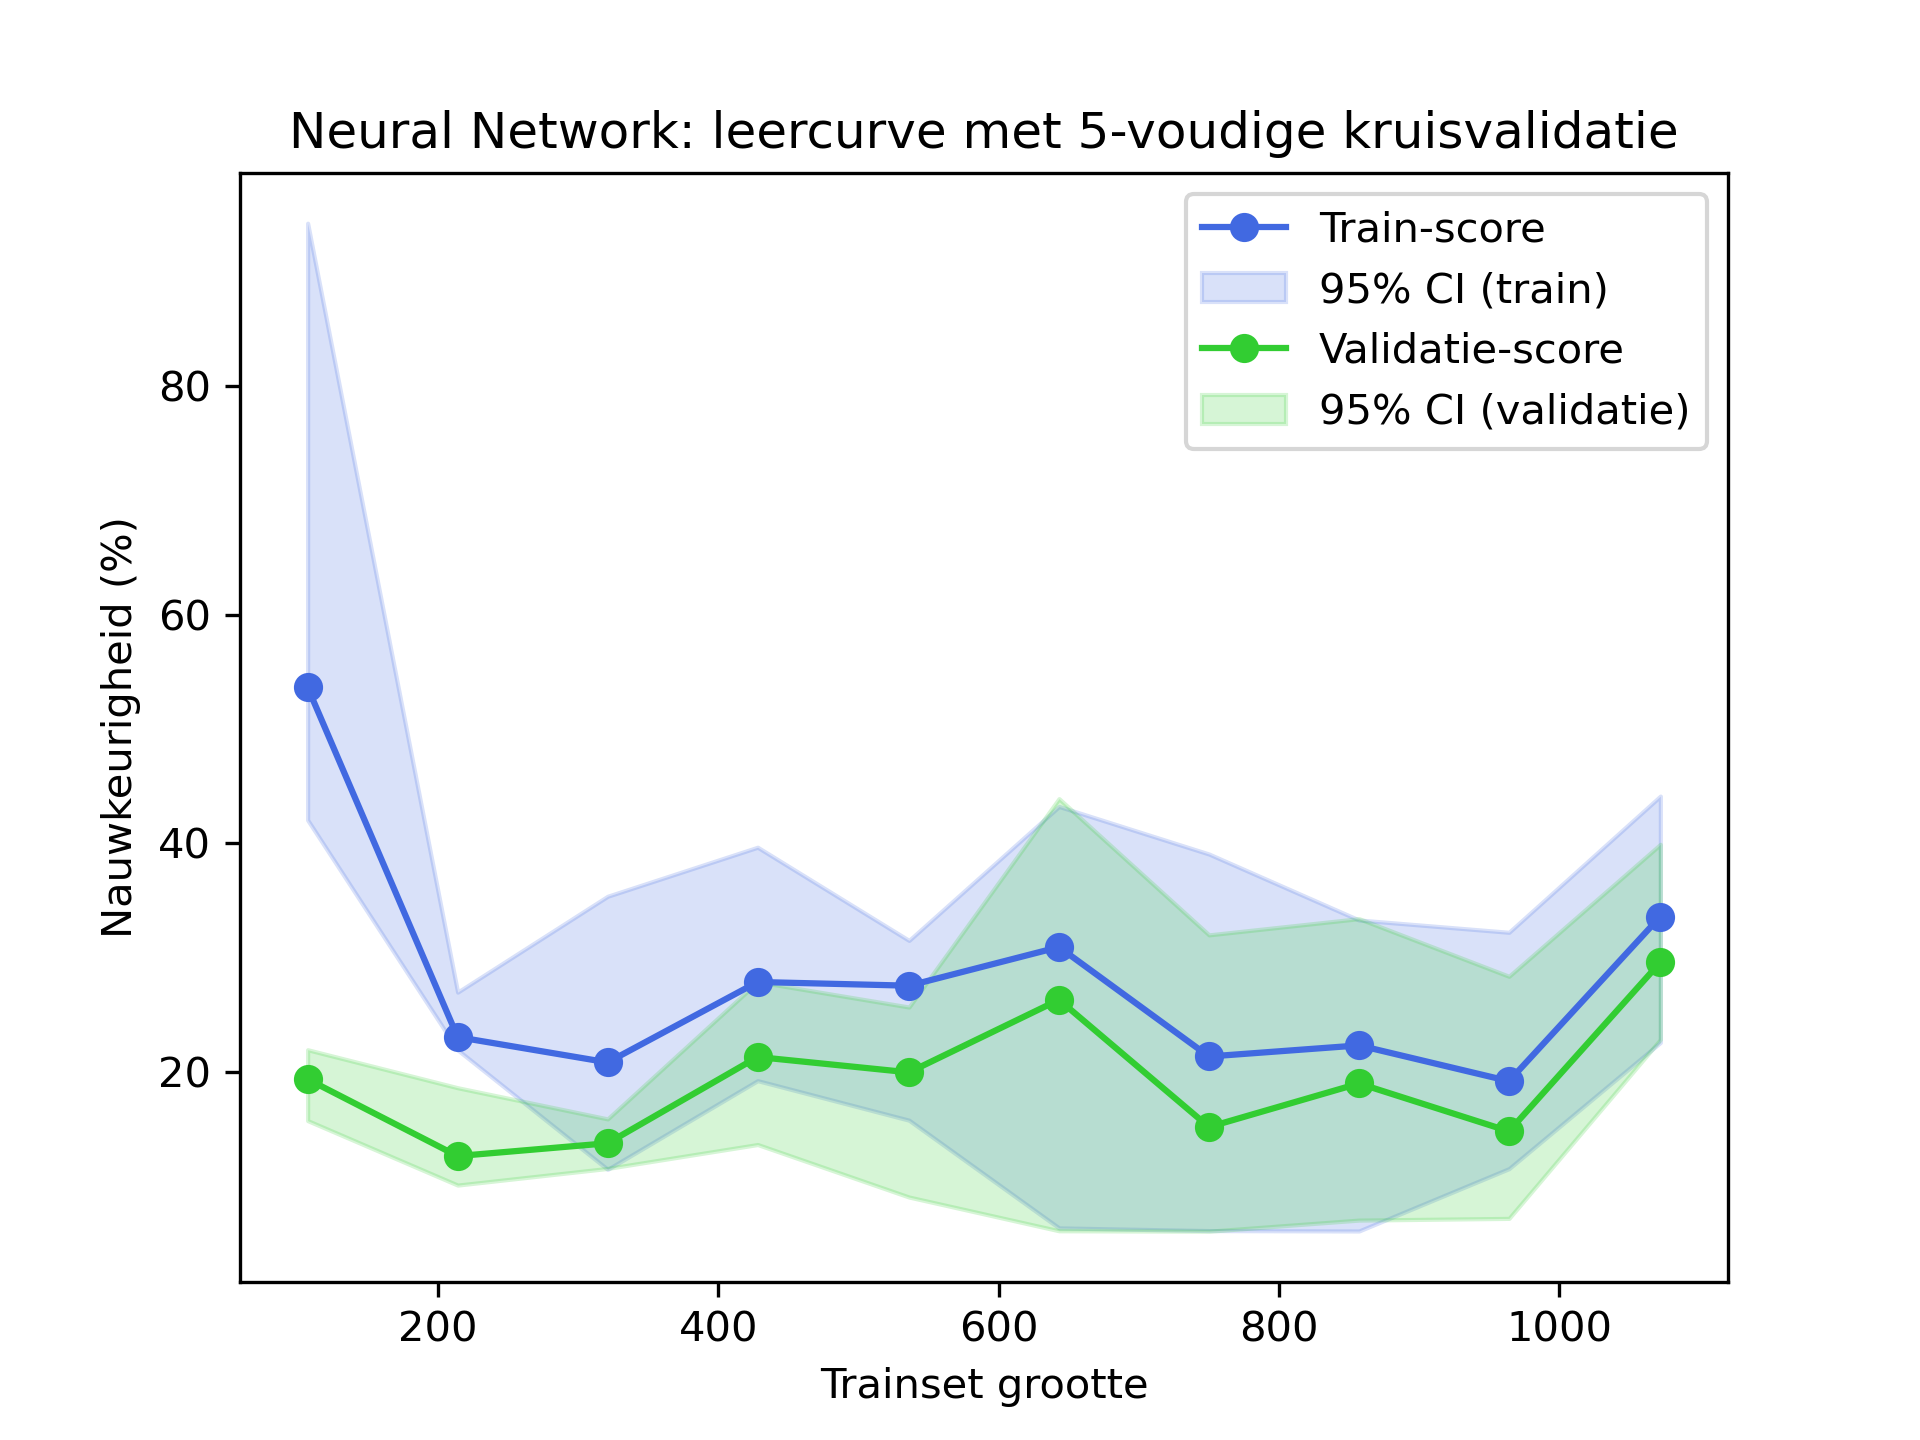 Neural Network: leercurve met 5-voudige kruisvalidatie
Train-score
95% CI (train)
Validatie-score
95% CI (validatie)
Nauwkeurigheid (%)
80
60
40
20
200 400 600 800 1000
Trainset grootte